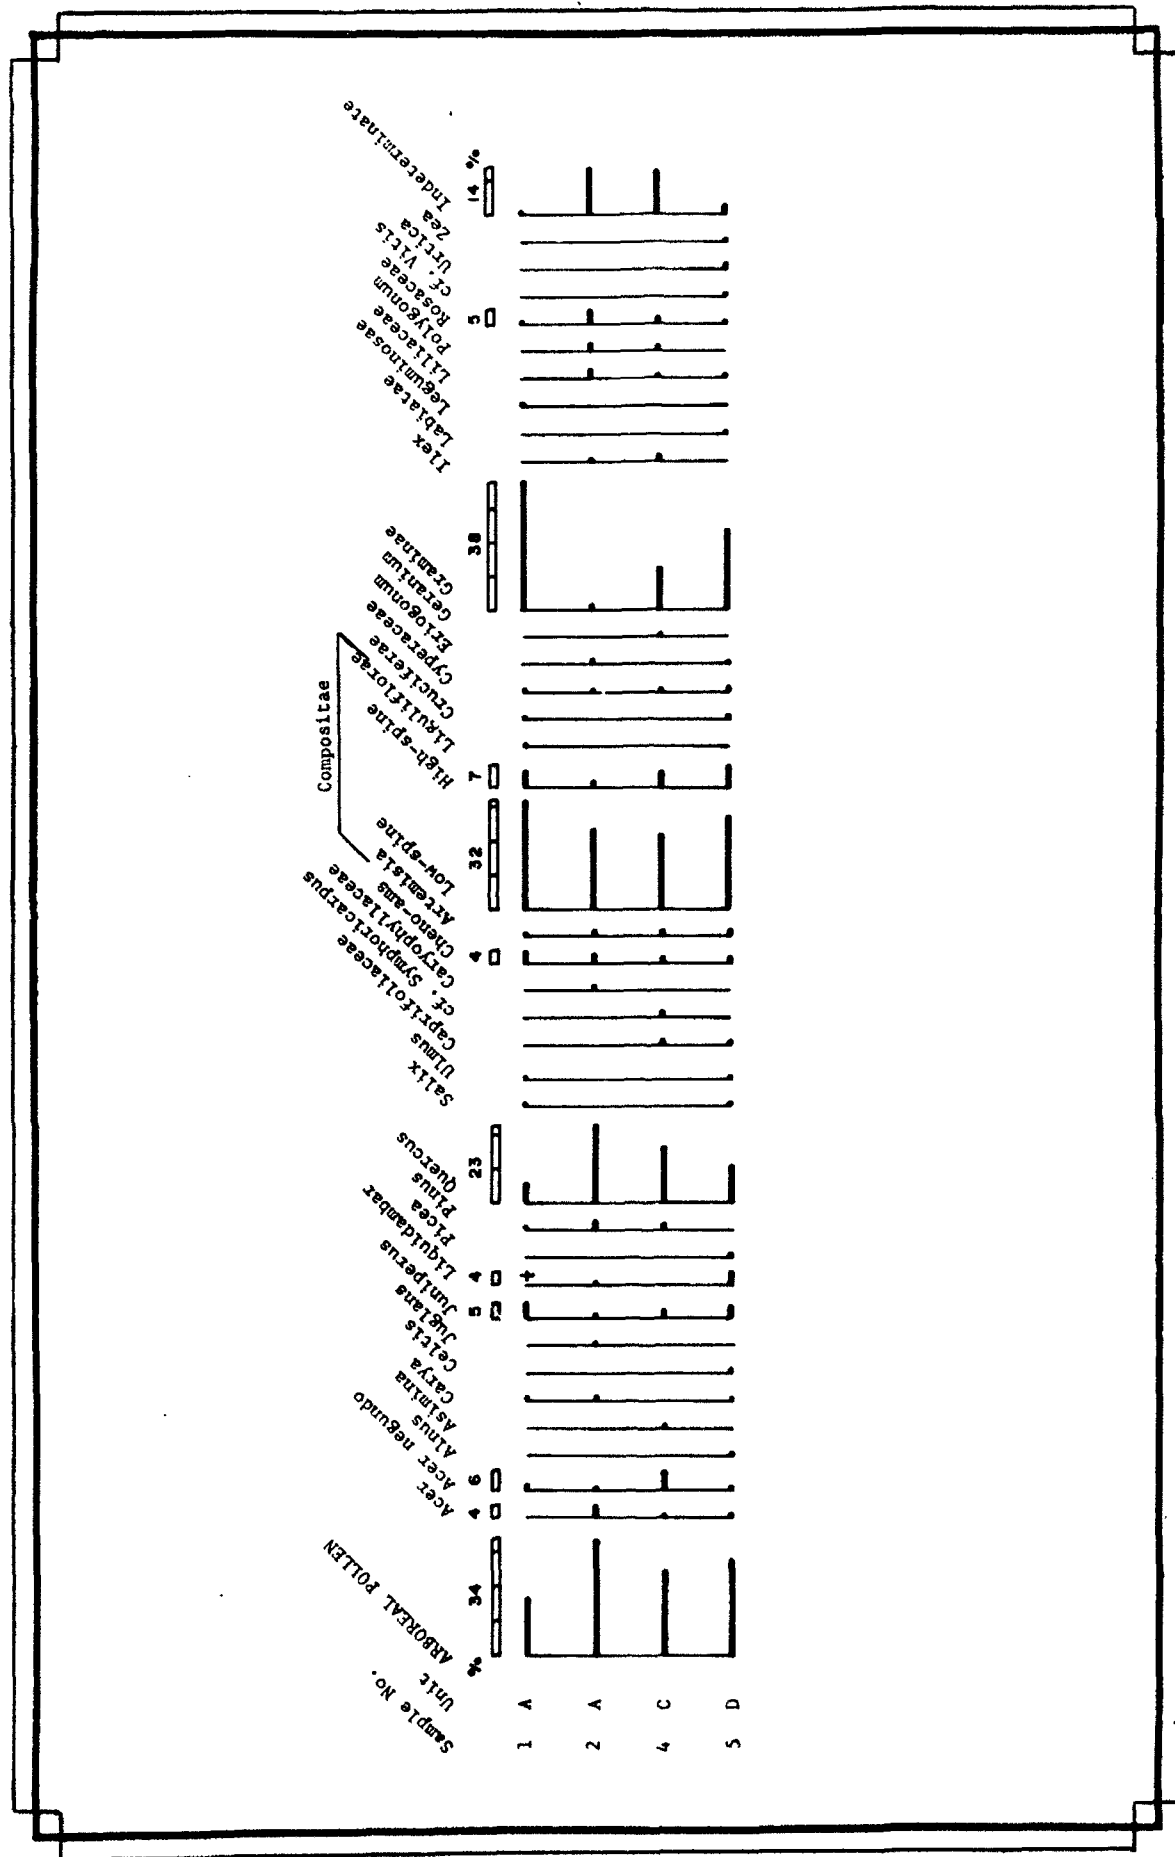 Sample No.
Unit
%
ARBOREAL POLLEN
34
Acer
4
Acer negundo
6
Alnus
Asimina
Carya
Celtis
Juglans
Juniperus
5
Liquidambar
4
Picea
Pinus
Quercus
23
Salix
Ulmus
Caprifoliaceae
cf. Symphoricarpus
Caryophyllaceae
Cheno-ams
4
Artemisia
Compositae
Low-spine
32
High-spine
7
Liguliflorae
Cruciferae
Cyperaceae
Eriogonum
Geranium
Graminae
38
Ilex
Labiatae
Leguminosae
Liliaceae
Polygonum
Rosaceae
5
cf. Vitis
Urtica
Zea
Indeterminate
14
%
1 A
+
2 A
4 C
5 D